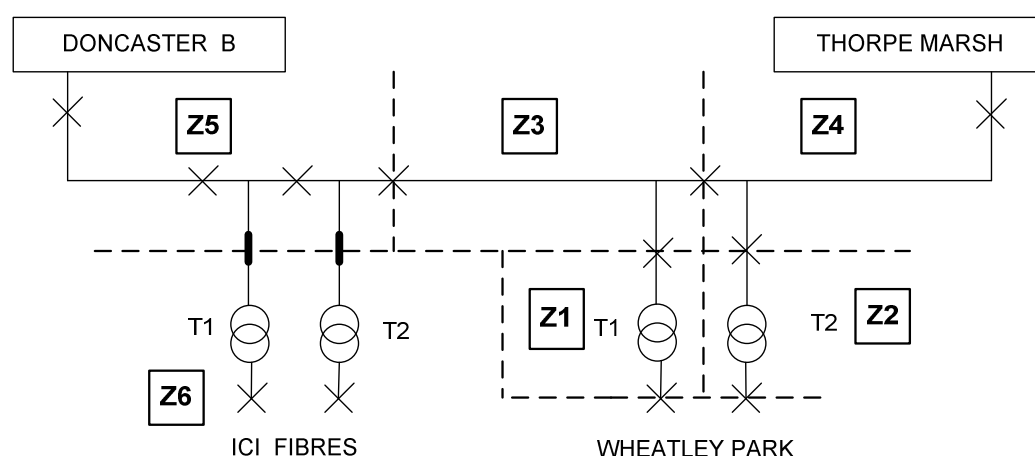 DONCASTER B
THORPE MARSH
Z5
Z3
Z4
T1
T2
Z1
T1
T2
Z2
Z6
ICI FIBRES
WHEATLEY PARK